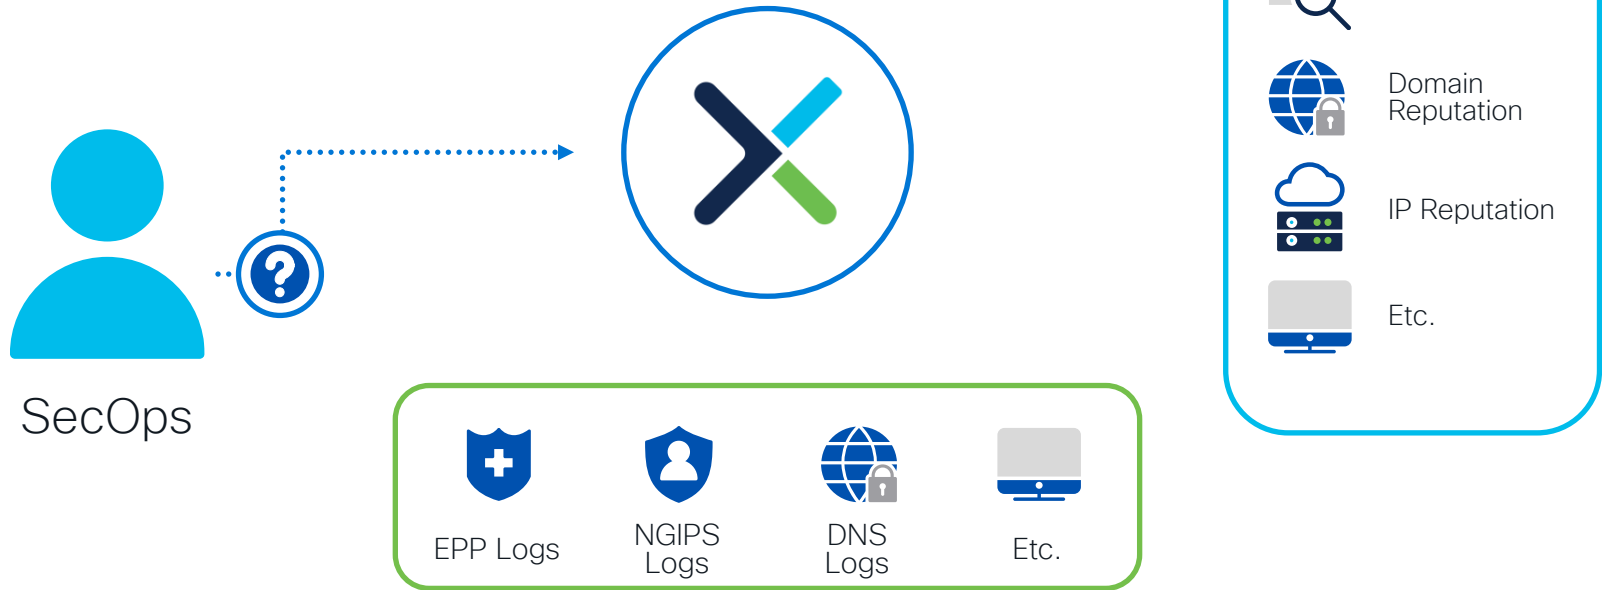 Domain
Reputation
IP Reputation
Etc.
SecOps
EPP Logs
NGIPS
Logs
DNS
Logs
Etc.